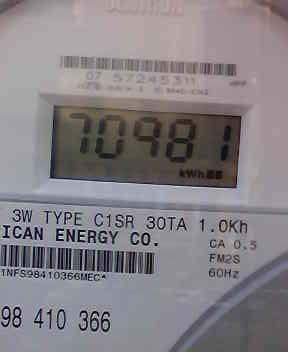 07 57245311
70981
kWh
3W TYPE C1SR 30TA 1.0Kh
ICAN ENERGY CO.
CA 0.5
FM2S
60Hz
1NFS98410366MEC*
98 410 366